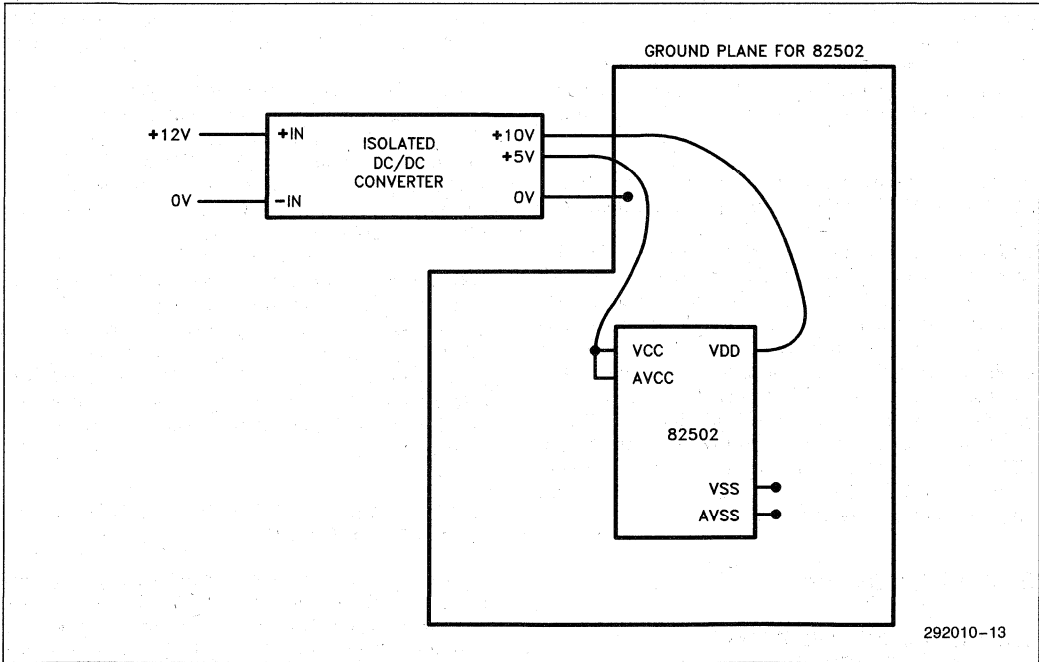 GROUND PLANE FOR 82502
+12V
+IN
ISOLATED
DC/DC
CONVERTER
+10V
+5V
0V
0V
-IN
VCC
VDD
AVCC
82502
VSS
AVSS
292010-13